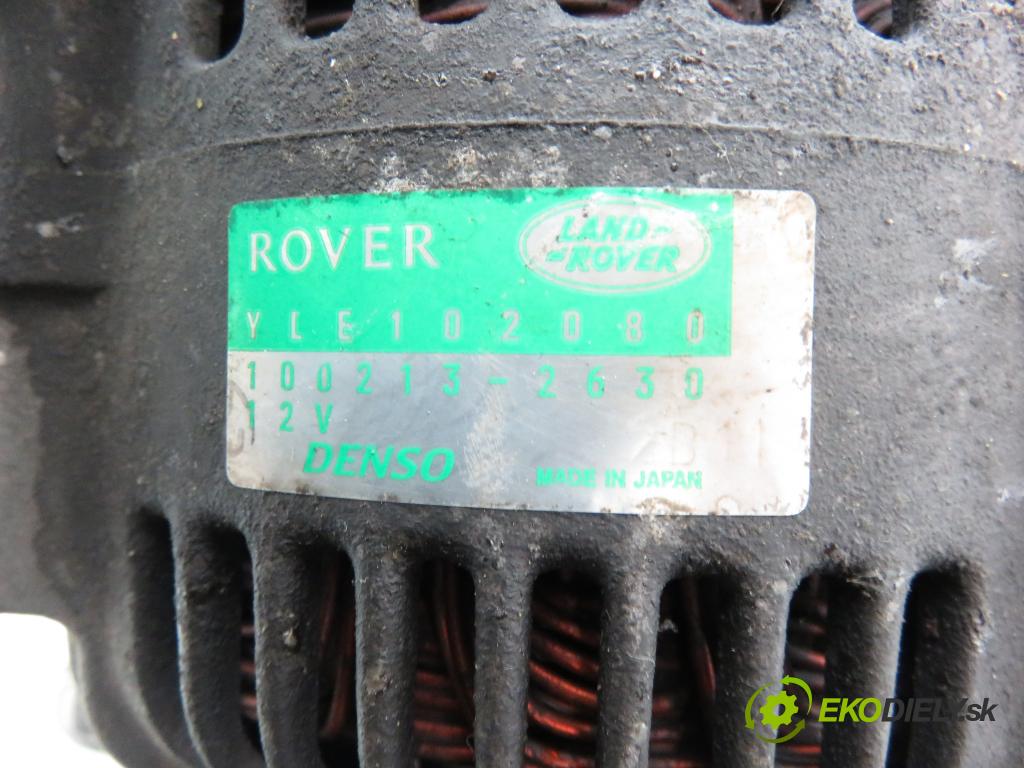 ROVER
LAND-
-ROVER
YLE102080
100213-2630
12V
DENSO
MADE IN JAPAN
EKODIELY.sk